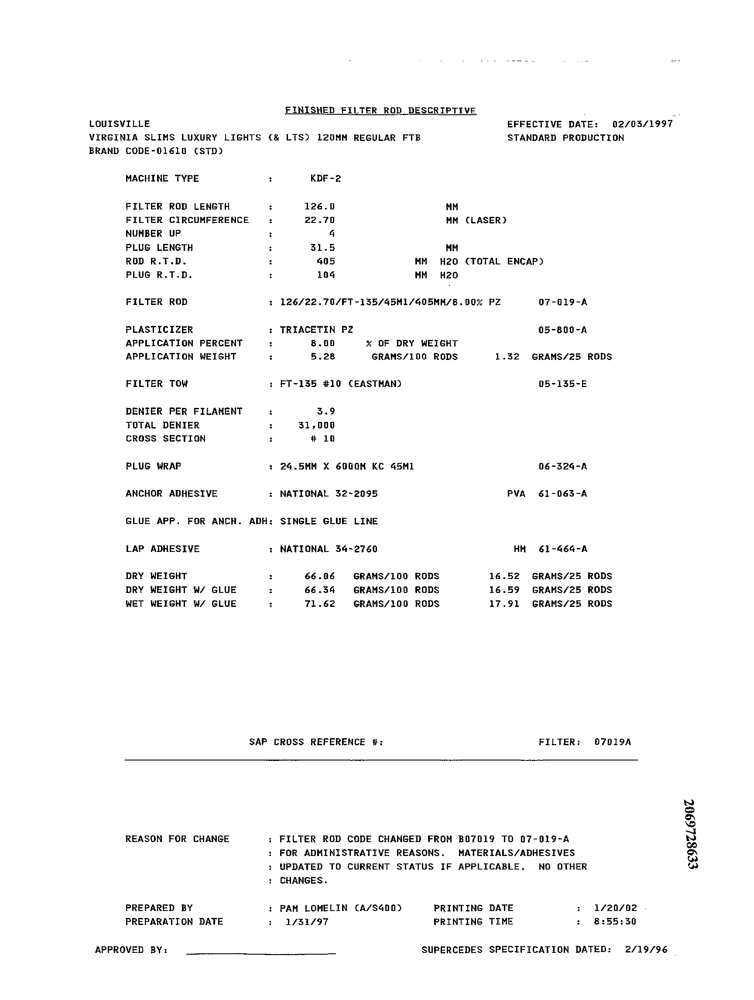 FINISHED FILTER ROD DESCRIPTIVE
LOUISVILLE EFFECTIVE DATE: 02/03/1997
VIRGINIA SLIMS LUXURY LIGHTS (& LTS) 120MM REGULAR FTB STANDARD PRODUCTION
BRAND CODE-01610 (STD)
MACHINE TYPE : KDF-2
FILTER ROD LENGTH : 126.0 MM
FILTER CIRCUMFERENCE : 22.70 MM (LASER)
NUMBER UP : 4
PLUG LENGTH : 31.5 MM
ROD R.T.D. : 405 MM H2O (TOTAL ENCAP)
PLUG R.T.D. : 104 MM H2O
FILTER ROD : 126/22.70/FT-135/45M1/405MM/8.00% PZ 07-019-A
PLASTICIZER : TRIACETIN PZ 05-800-A
APPLICATION PERCENT : 8.00 % OF DRY WEIGHT
APPLICATION WEIGHT : 5.28 GRAMS/100 RODS 1.32 GRAMS/25 RODS
FILTER TOW : FT-135 #10 (EASTMAN) 05-135-E
DENIER PER FILAMENT : 3.9
TOTAL DENIER : 31,000
CROSS SECTION : # 10
PLUG WRAP : 24.5MM X 6000M KC 45M1 06-324-A
ANCHOR ADHESIVE : NATIONAL 32-2095 PVA 61-063-A
GLUE APP. FOR ANCH. ADH: SINGLE GLUE LINE
LAP ADHESIVE : NATIONAL 34-2760 HM 61-464-A
DRY WEIGHT : 66.06 GRAMS/100 RODS 16.52 GRAMS/25 RODS
DRY WEIGHT W/ GLUE : 66.34 GRAMS/100 RODS 16.59 GRAMS/25 RODS
WET WEIGHT W/ GLUE : 71.62 GRAMS/100 RODS 17.91 GRAMS/25 RODS
SAP CROSS REFERENCE #: FILTER: 07019A
2069728633
REASON FOR CHANGE : FILTER ROD CODE CHANGED FROM B07019 TO 07-019-A
: FOR ADMINISTRATIVE REASONS. MATERIALS/ADHESIVES
: UPDATED TO CURRENT STATUS IF APPLICABLE. NO OTHER
: CHANGES.
PREPARED BY : PAM LOMELIN (A/S400) PRINTING DATE : 1/20/02
PREPARATION DATE : 1/31/97 PRINTING TIME : 8:55:30
APPROVED BY: SUPERCEDES SPECIFICATION DATED: 2/19/96